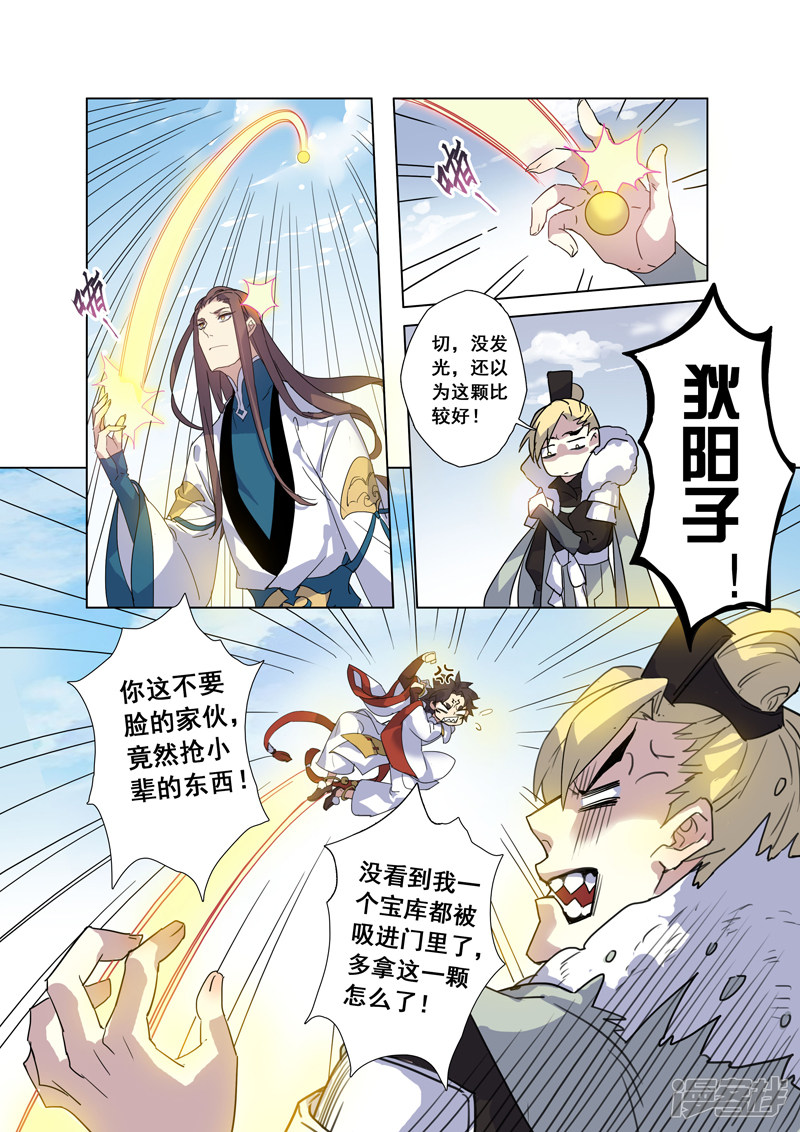 啪
啪
切，没发
光，还以
为这颗比
较好！
狄阳子！
你这不要
脸的家伙，
竟然抢小
辈的东西！
没看到我一
个宝库都被
吸进门里了，
多拿这一颗
怎么了！
漫客栈